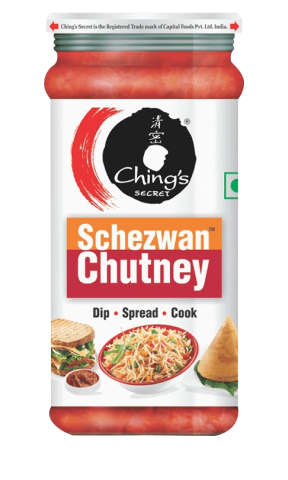 Ching's Secret is the Registered Trade mark of Capital Foods Pvt. Ltd. India.
清
密
®
Ching's
SECRET
Schezwan™
Chutney
Dip • Spread • Cook